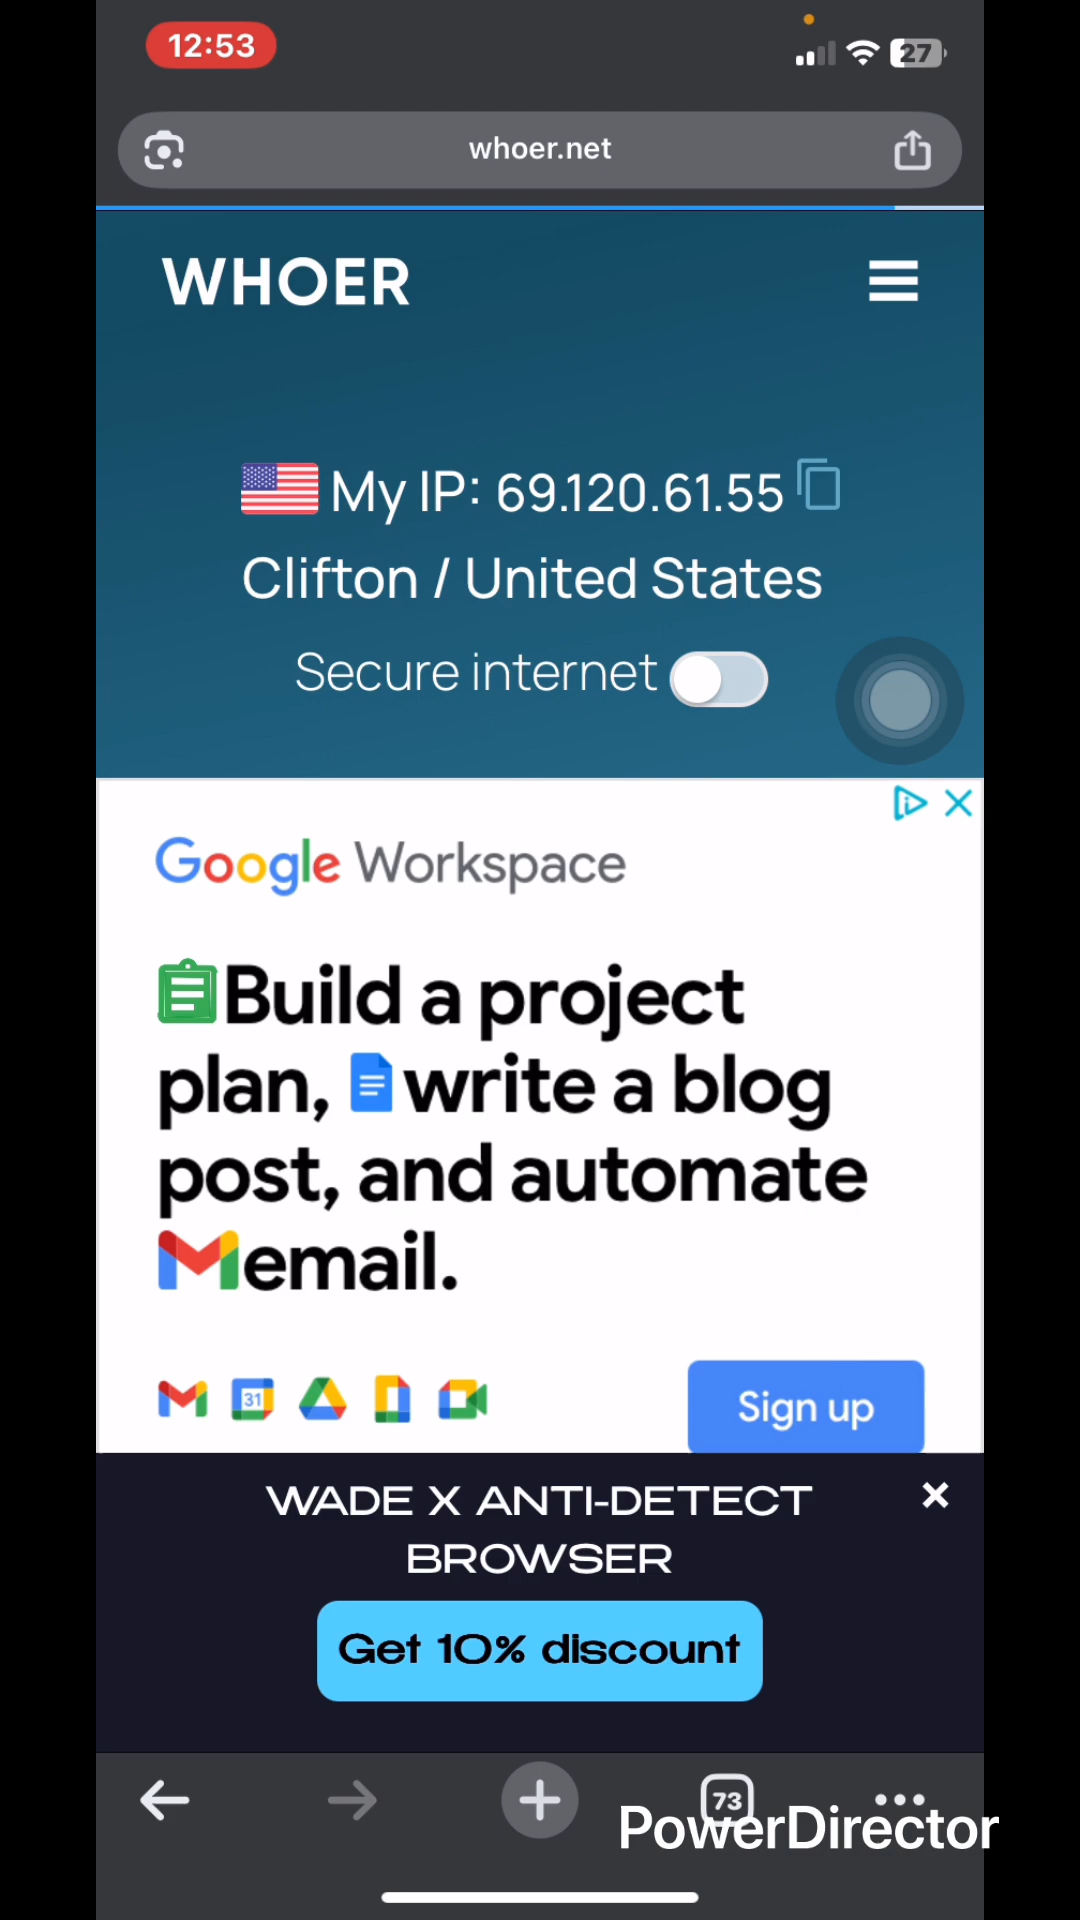 12:53
27
whoer.net
WHOER
My IP: 69.120.61.55
Clifton / United States
Secure internet
Google Workspace
Build a project
plan, write a blog
post, and automate
email.
31
Sign up
WADE X ANTI-DETECT
BROWSER
Get 10% discount
73
PowerDirector